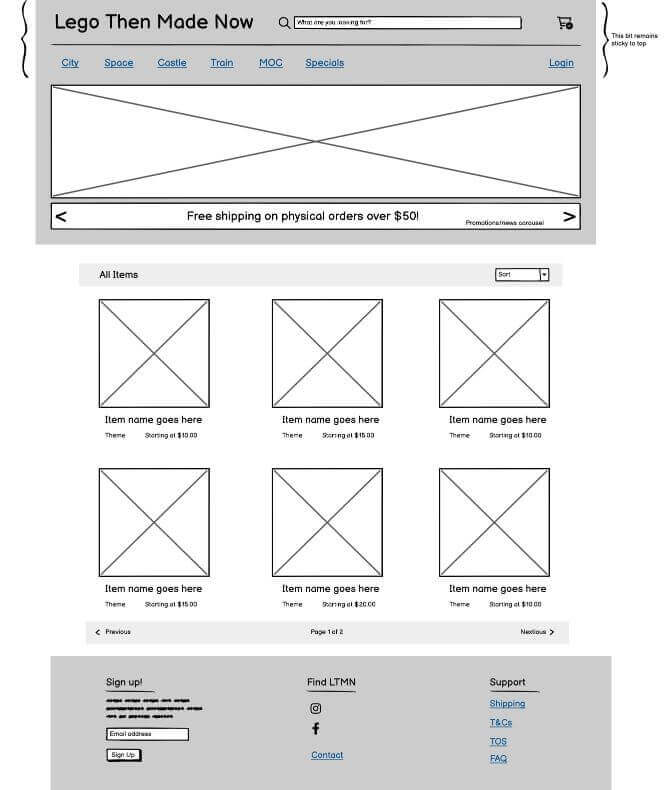 Lego Then Made Now
What are you looking for?
This bit remains
sticky to top
City Space Castle Train MOC Specials Login
< Free shipping on physical orders over $50! >
Promotions/news carousel
All Items Sort
Item name goes here Item name goes here Item name goes here
Theme Starting at $10.00 Theme Starting at $15.00 Theme Starting at $10.00
Item name goes here Item name goes here Item name goes here
Theme Starting at $15.00 Theme Starting at $20.00 Theme Starting at $10.00
< Previous Page 1 of 2 Nextious >
Sign up! Find LTMN Support
Shipping
T&Cs
Email address
TOS
Sign Up Contact FAQ